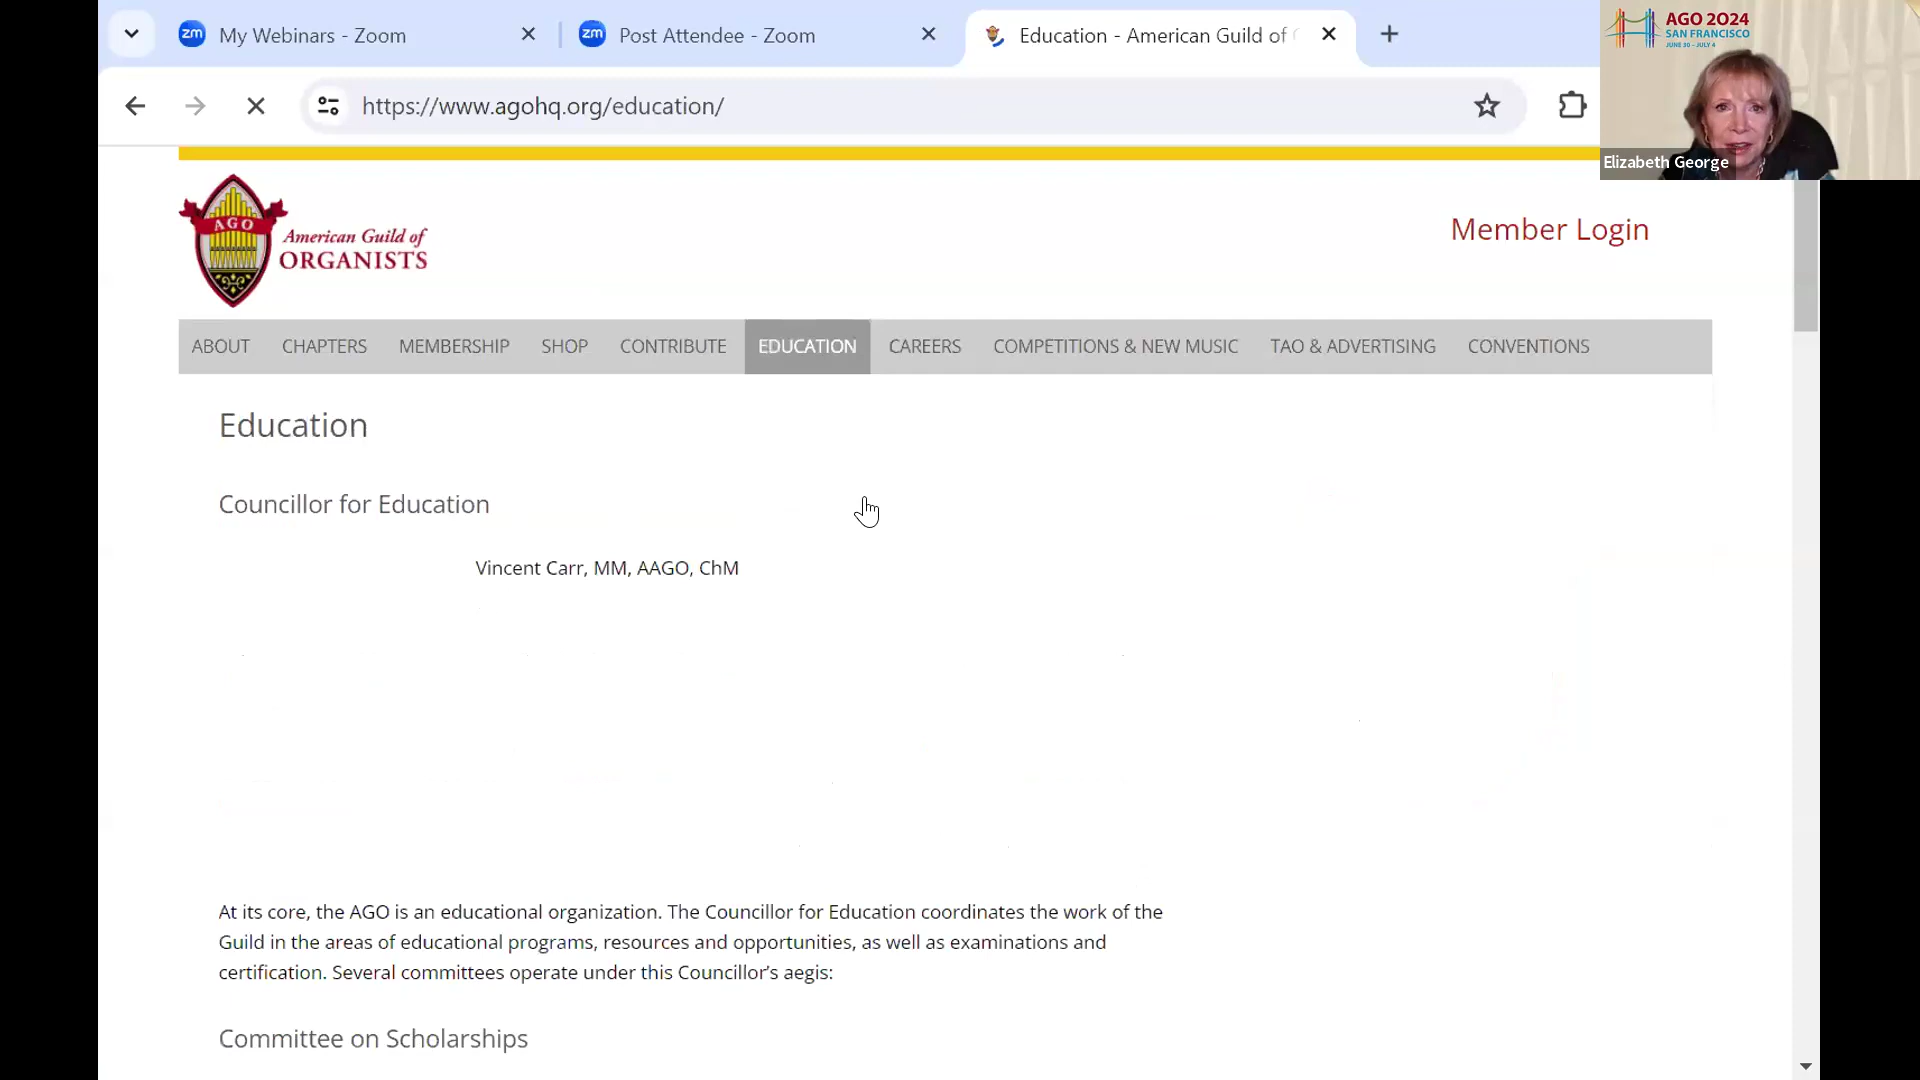 My Webinars - Zoom
Post Attendee - Zoom
Education - American Guild of
https://www.agohq.org/education/
AGO 2024
SAN FRANCISCO
JUNE 30 - JULY 4
Elizabeth George
AGO
American Guild of
ORGANISTS
Member Login
ABOUT CHAPTERS MEMBERSHIP SHOP CONTRIBUTE EDUCATION CAREERS COMPETITIONS & NEW MUSIC TAO & ADVERTISING CONVENTIONS
Education
Councillor for Education
Vincent Carr, MM, AAGO, ChM
At its core, the AGO is an educational organization. The Councillor for Education coordinates the work of the
Guild in the areas of educational programs, resources and opportunities, as well as examinations and
certification. Several committees operate under this Councillor's aegis:
Committee on Scholarships